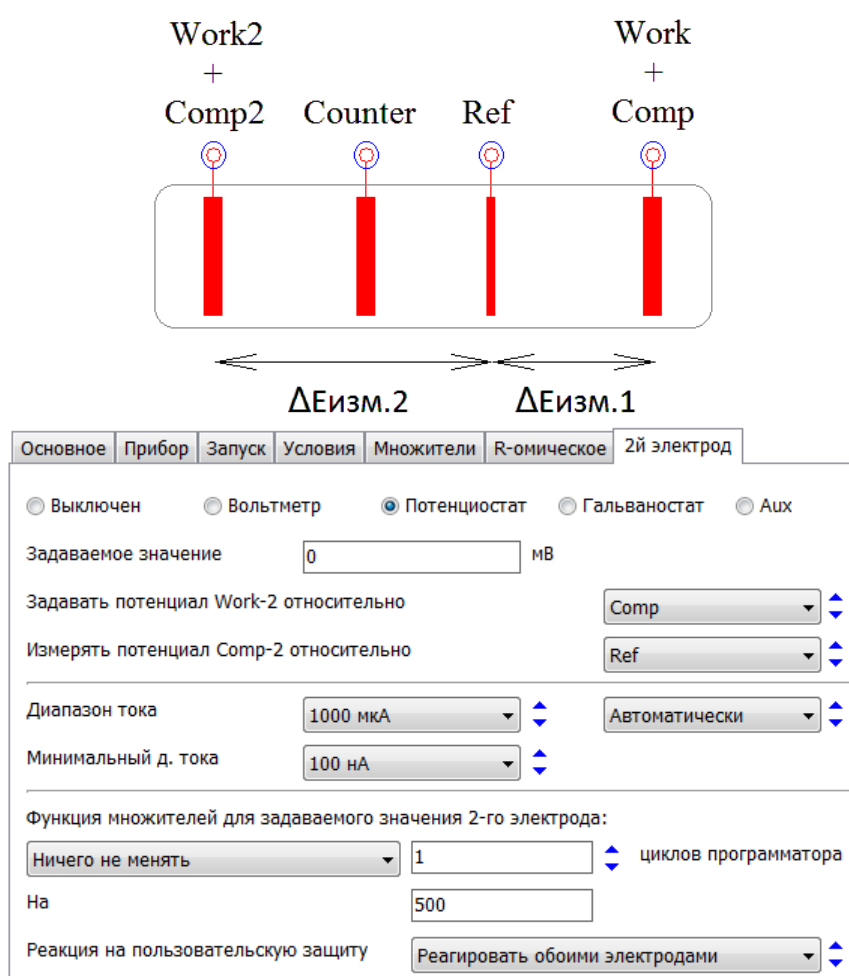 Work2 Work
+ +
Comp2 Counter Ref Comp
ΔЕизм.2 ΔЕизм.1
Основное Прибор Запуск Условия Множители R-омическое 2й электрод
Выключен Вольтметр Потенциостат Гальваностат Aux
Задаваемое значение 0 мВ
Задавать потенциал Work-2 относительно Comp
Измерять потенциал Comp-2 относительно Ref
Диапазон тока 1000 мкА Автоматически
Минимальный д. тока 100 нА
Функция множителей для задаваемого значения 2-го электрода:
Ничего не менять 1 циклов программатора
На 500
Реакция на пользовательскую защиту Реагировать обоими электродами